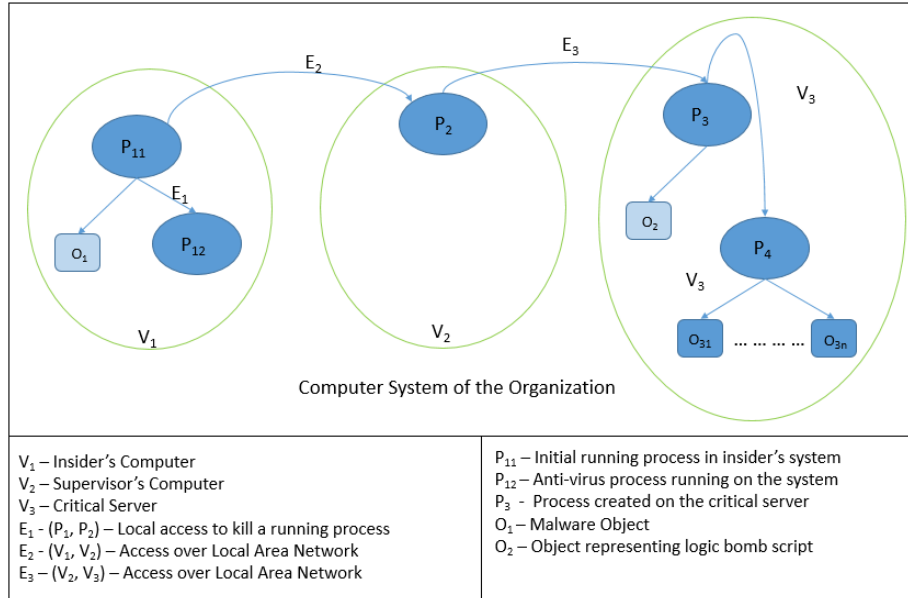 E₂
E₃
V₃
P₁₁
P₂
P₃
E₁
O₁
P₁₂
O₂
P₄
V₃
V₁
V₂
O₃₁ ... ... ... ... O₃ₙ
Computer System of the Organization
V₁ – Insider's Computer
V₂ – Supervisor's Computer
V₃ – Critical Server
E₁ - (P₁, P₂) – Local access to kill a running process
E₂ - (V₁, V₂) – Access over Local Area Network
E₃ – (V₂, V₃) – Access over Local Area Network
P₁₁ – Initial running process in insider's system
P₁₂ – Anti-virus process running on the system
P₃ - Process created on the critical server
O₁ – Malware Object
O₂ – Object representing logic bomb script